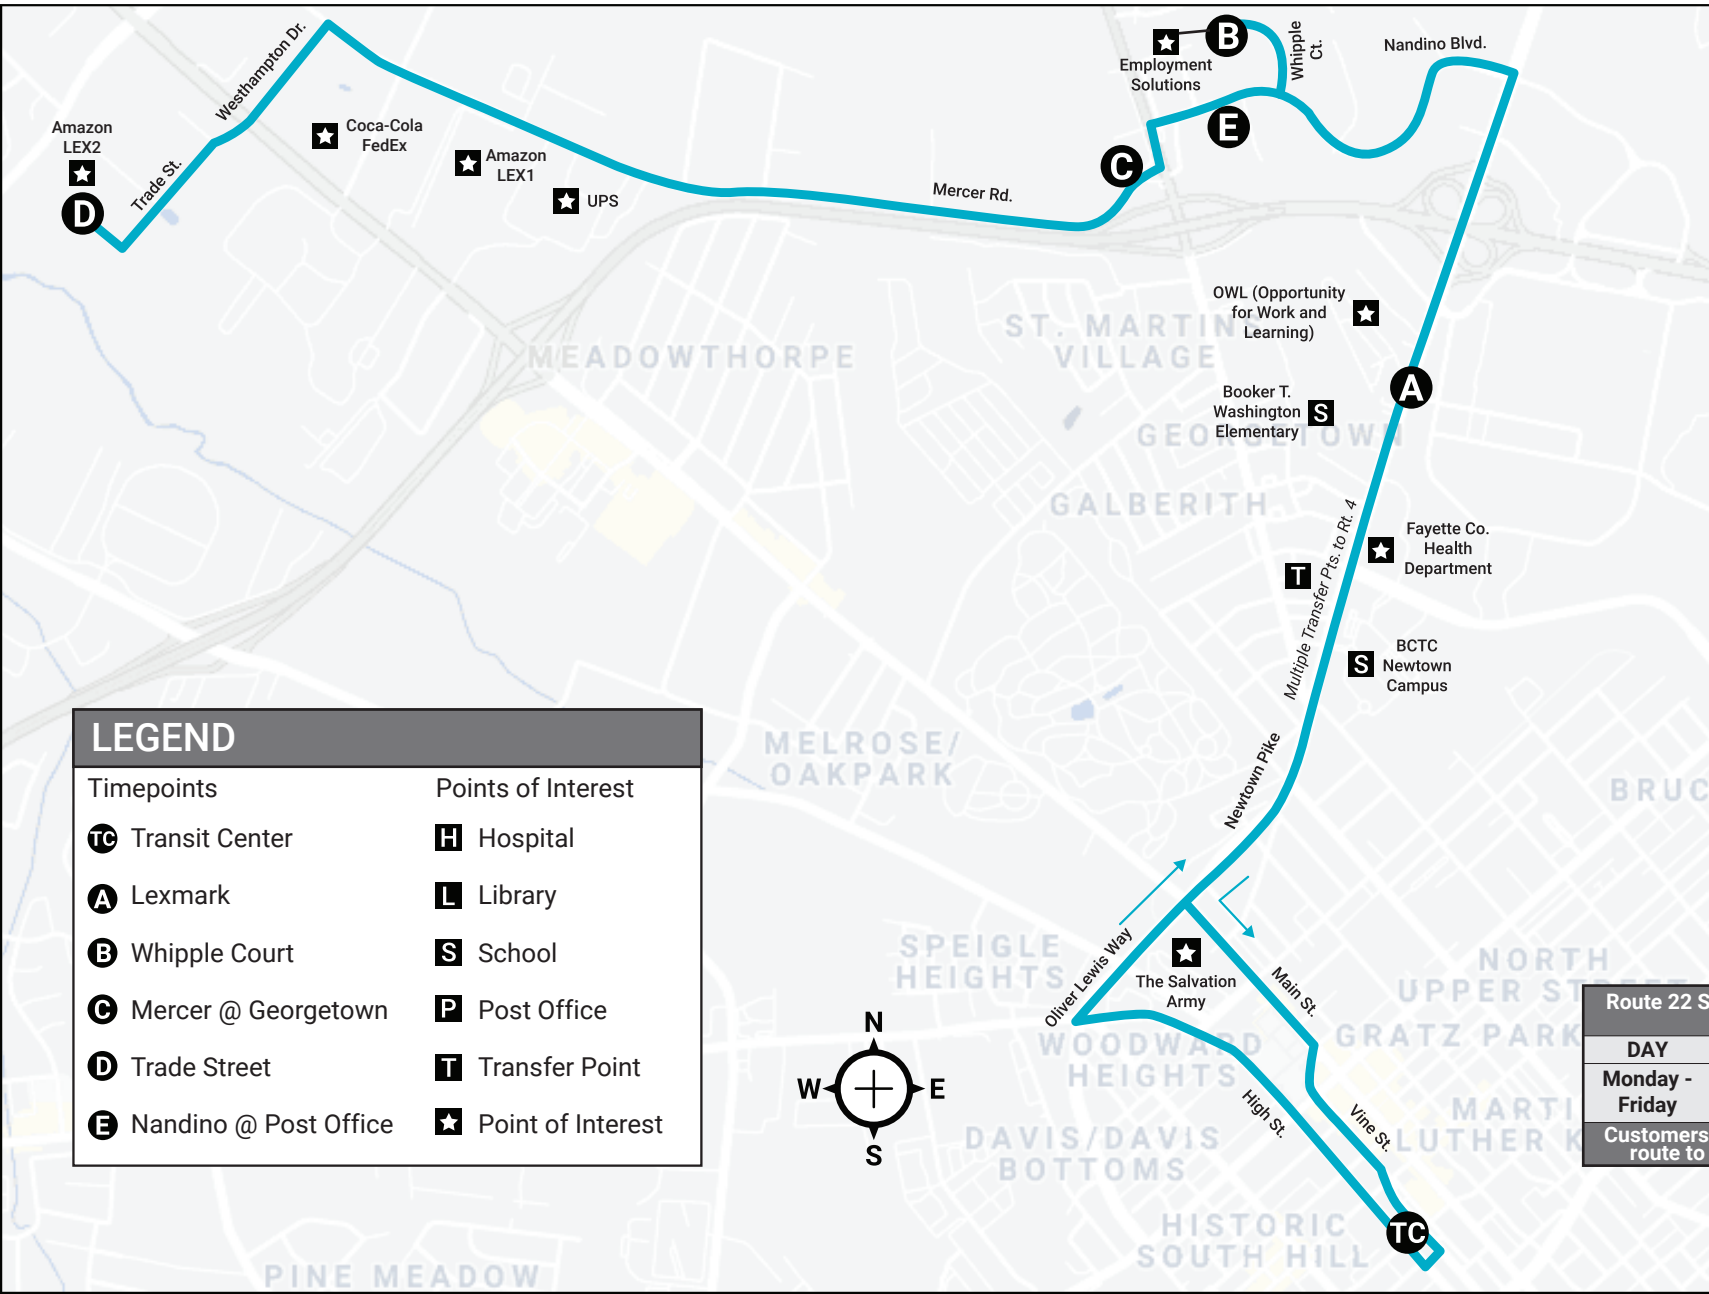 Westhampton Dr.
Trade St.
Amazon
LEX2
D
Coca-Cola
FedEx
Amazon
LEX1
UPS
Mercer Rd.
Employment
Solutions
B
Whipple
Ct.
Nandino Blvd.
E
C
OWL (Opportunity
for Work and
Learning)
ST. MARTINS
VILLAGE
MEADOWTHORPE
A
Booker T.
Washington
Elementary
S
GEORGETOWN
GALBERITH
Multiple Transfer Pts. to Rt. 4
T
Fayette Co.
Health
Department
S
BCTC
Newtown
Campus
Newtown Pike
MELROSE/
OAKPARK
BRUC
Oliver Lewis Way
The Salvation
Army
Main St.
SPEIGLE
HEIGHTS
NORTH
UPPER STREET
GRATZ PARK
WOODWARD
HEIGHTS
High St.
Vine St.
MARTI
LUTHER K
DAVIS/DAVIS
BOTTOMS
HISTORIC
SOUTH HILL
TC
PINE MEADOW
N
W E
S
LEGEND
Timepoints
TC Transit Center
A Lexmark
B Whipple Court
C Mercer @ Georgetown
D Trade Street
E Nandino @ Post Office
Points of Interest
H Hospital
L Library
S School
P Post Office
T Transfer Point
Point of Interest
Route 22 S
DAY
Monday -
Friday
Customers
route to